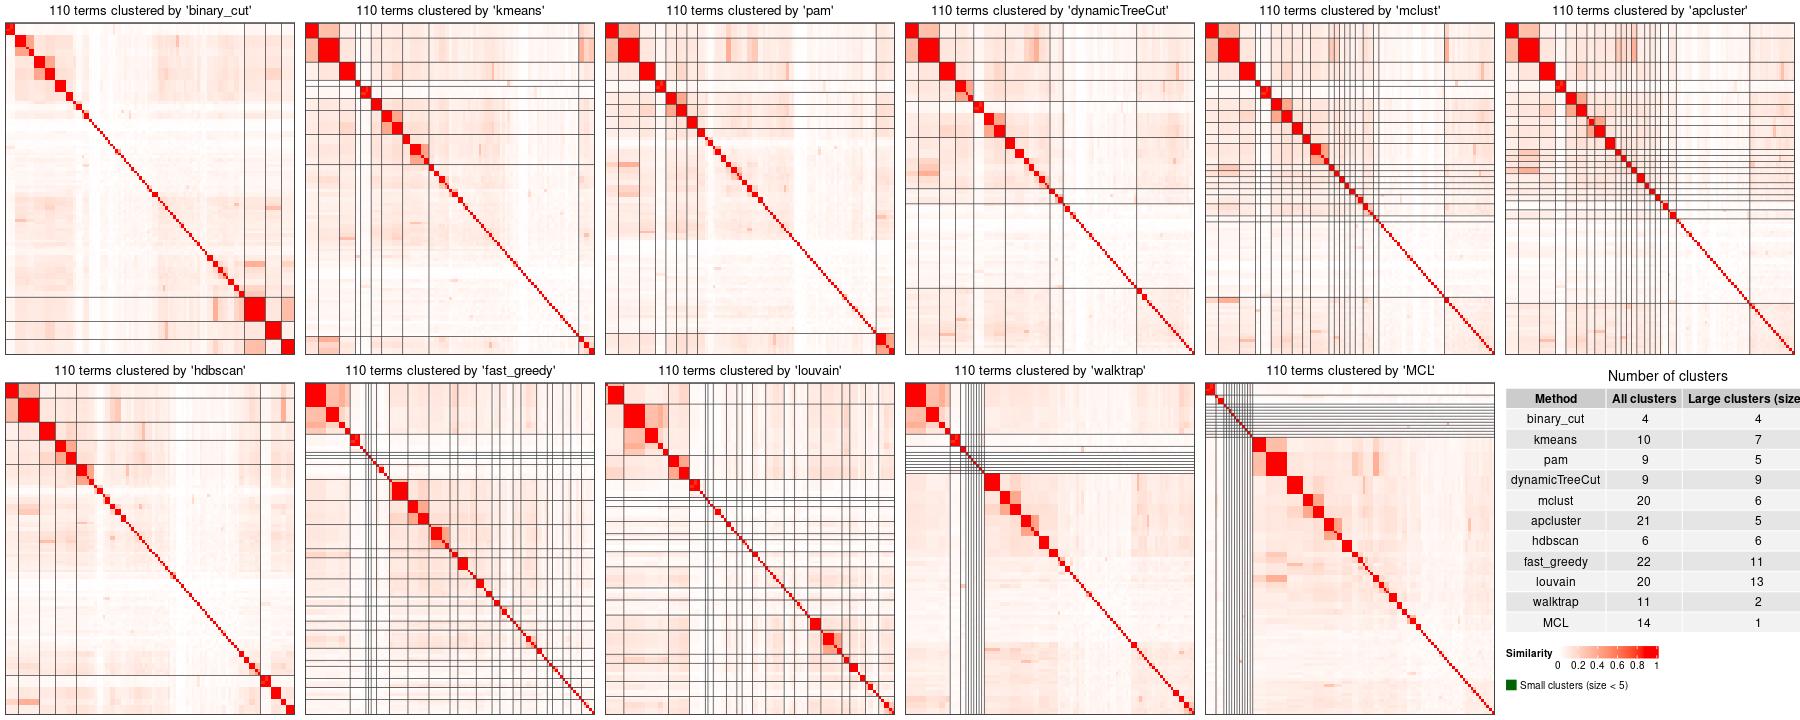 110 terms clustered by 'binary_cut'
110 terms clustered by 'kmeans'
110 terms clustered by 'pam'
110 terms clustered by 'dynamicTreeCut'
110 terms clustered by 'mclust'
110 terms clustered by 'apcluster'
110 terms clustered by 'hdbscan'
110 terms clustered by 'fast_greedy'
110 terms clustered by 'louvain'
110 terms clustered by 'walktrap'
110 terms clustered by 'MCL'
Number of clusters
Method All clusters Large clusters (size
binary_cut 4 4
kmeans 10 7
pam 9 5
dynamicTreeCut 9 9
mclust 20 6
apcluster 21 5
hdbscan 6 6
fast_greedy 22 11
louvain 20 13
walktrap 11 2
MCL 14 1
Similarity
0 0.2 0.4 0.6 0.8 1
Small clusters (size < 5)